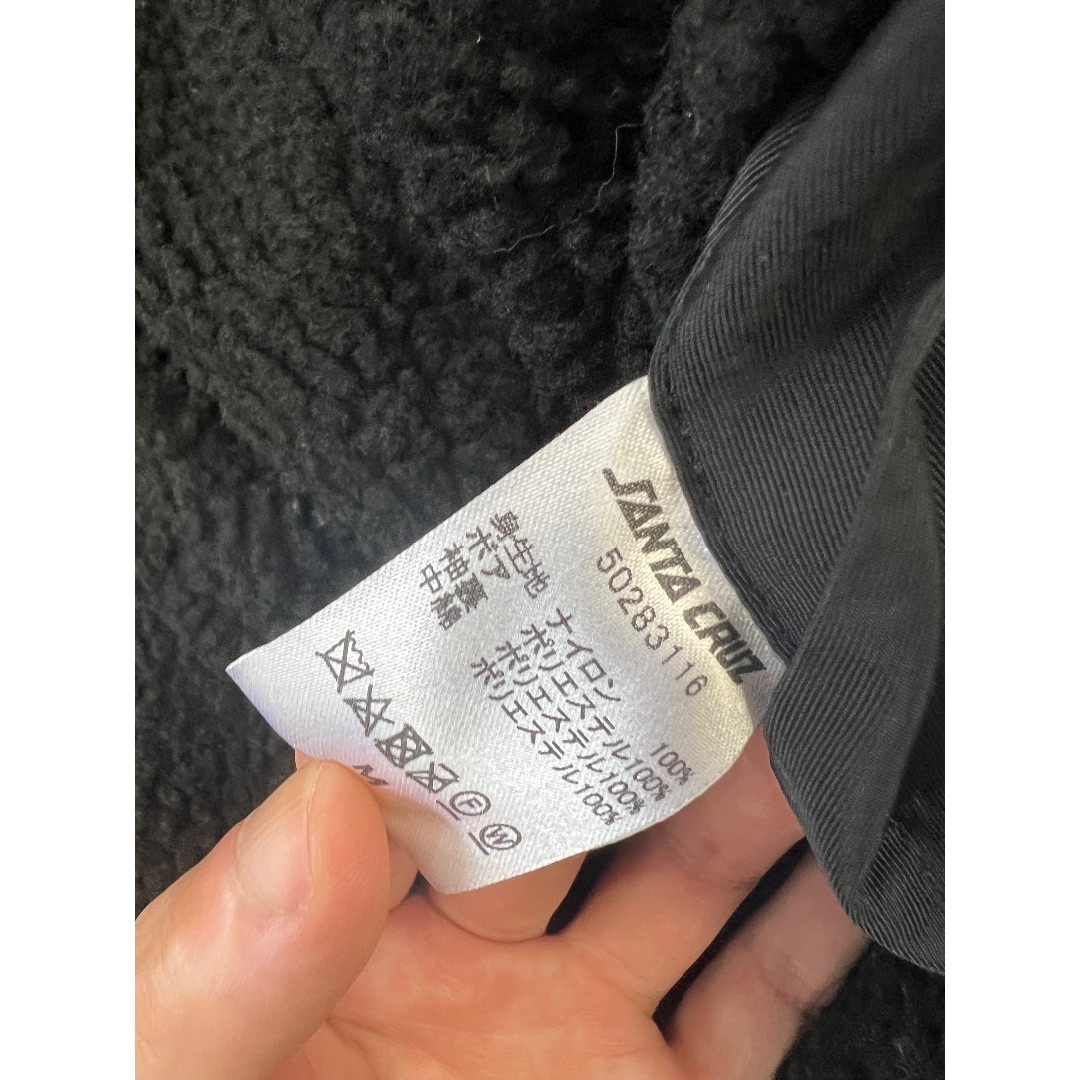 SANTA CRUZ
50283116
身生地 ナイロン 100%
ボア ポリエステル100%
袖裏 ポリエステル100%
中綿 ポリエステル100%
F W
M